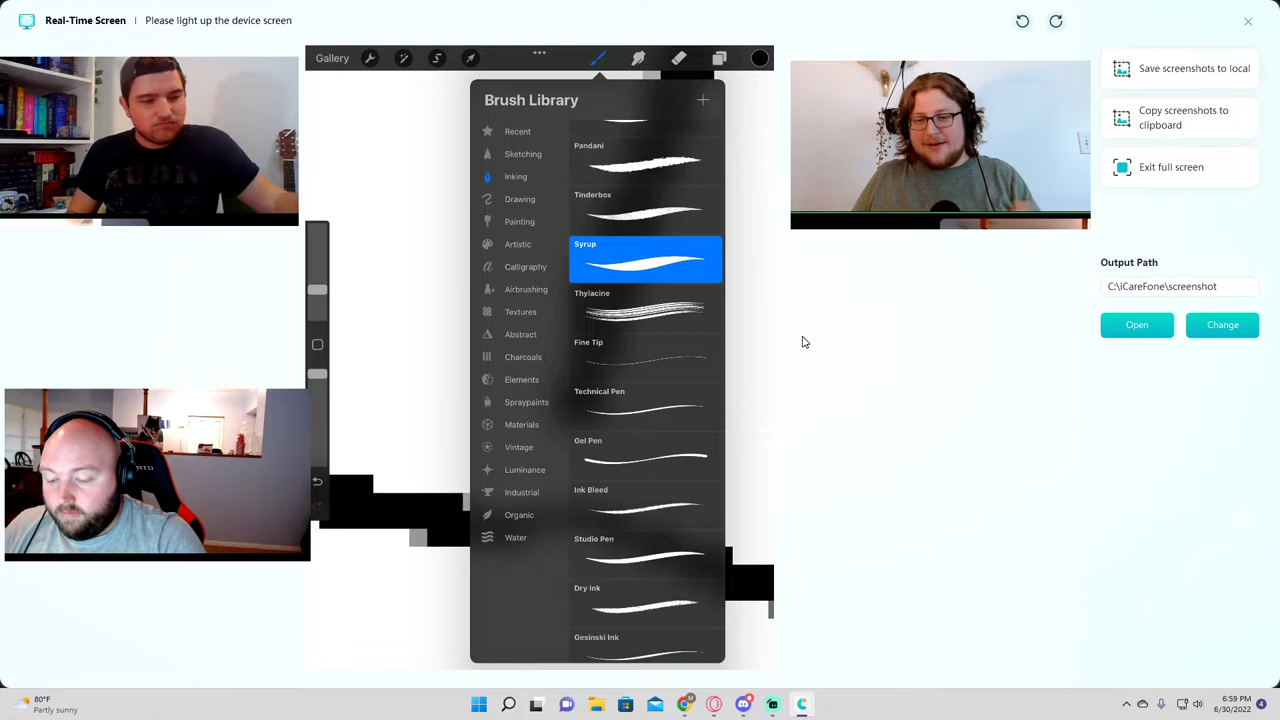 Real-Time Screen | Please light up the device screen
Gallery
Brush Library
Recent
Sketching
Inking
Drawing
Painting
Artistic
Calligraphy
Airbrushing
Textures
Abstract
Charcoals
Elements
Spraypaints
Materials
Vintage
Luminance
Industrial
Organic
Water
Pandani
Tinderbox
Syrup
Thylacine
Fine Tip
Technical Pen
Gel Pen
Ink Bleed
Studio Pen
Dry Ink
Gesinski Ink
Save screenshots to local
Copy screenshots to
clipboard
Exit full screen
Output Path
C:\iCareFone\screenshot
Open
Change
80°F
Partly sunny
6:59 PM
6/30/2022
4